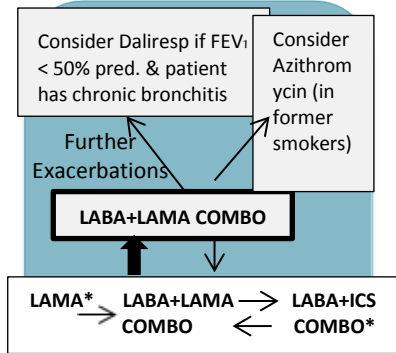 Consider Daliresp if FEV₁
< 50% pred. & patient
has chronic bronchitis
Consider
Azithrom
ycin (in
former
smokers)
Further
Exacerbations
LABA+LAMA COMBO
LAMA* LABA+LAMA LABA+ICS
COMBO COMBO*